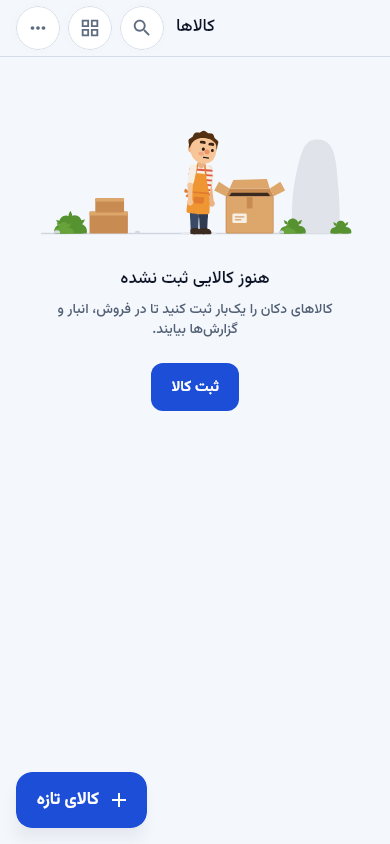 کالاها
هنوز کالایی ثبت نشده
کالاهای دکان را یک‌بار ثبت کنید تا در فروش، انبار و
گزارش‌ها بیایند.
ثبت کالا
کالای تازه